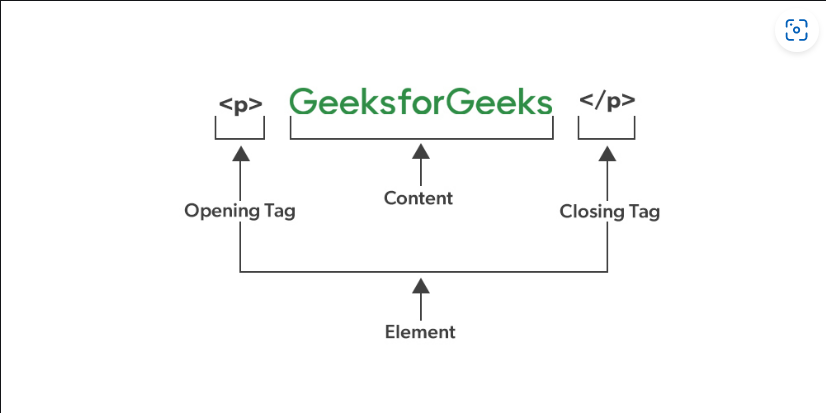 <p> GeeksforGeeks </p>
Content
Opening Tag Closing Tag
Element